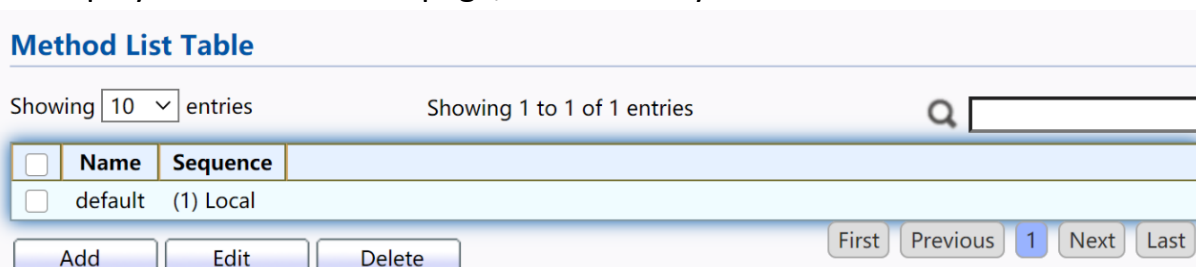 Method List Table
Showing 10 entries Showing 1 to 1 of 1 entries
Name Sequence
default (1) Local
First Previous 1 Next Last
Add Edit Delete